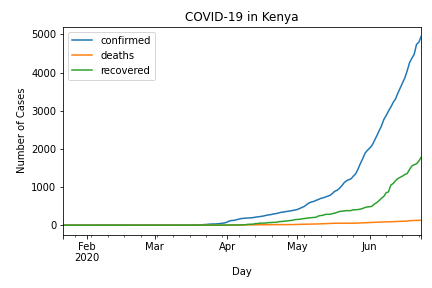 COVID-19 in Kenya
confirmed
deaths
recovered
Number of Cases
5000
4000
3000
2000
1000
0
Feb
2020
Mar
Apr
May
Jun
Day